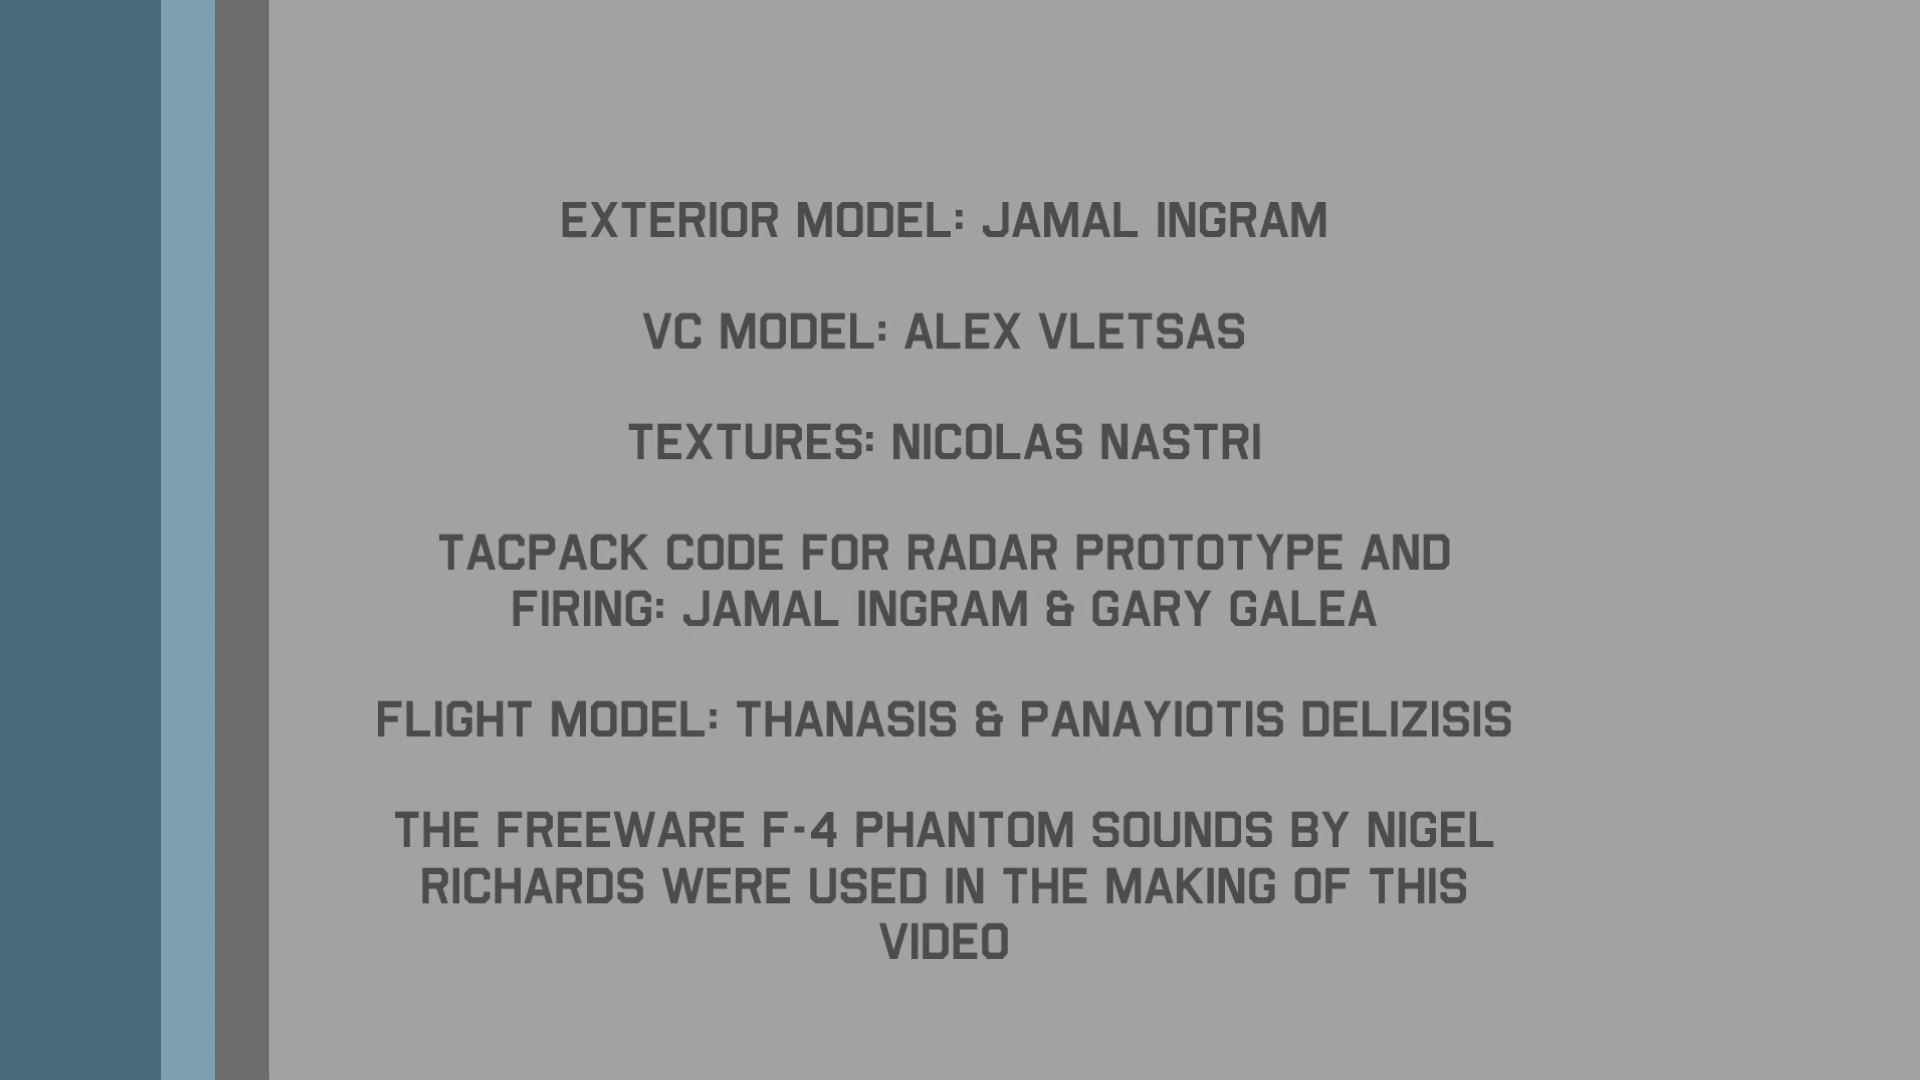 EXTERIOR MODEL: JAMAL INGRAM
VC MODEL: ALEX VLETSAS
TEXTURES: NICOLAS NASTRI
TACPACK CODE FOR RADAR PROTOTYPE AND
FIRING: JAMAL INGRAM & GARY GALEA
FLIGHT MODEL: THANASIS & PANAYIOTIS DELIZISIS
THE FREEWARE F-4 PHANTOM SOUNDS BY NIGEL
RICHARDS WERE USED IN THE MAKING OF THIS
VIDEO